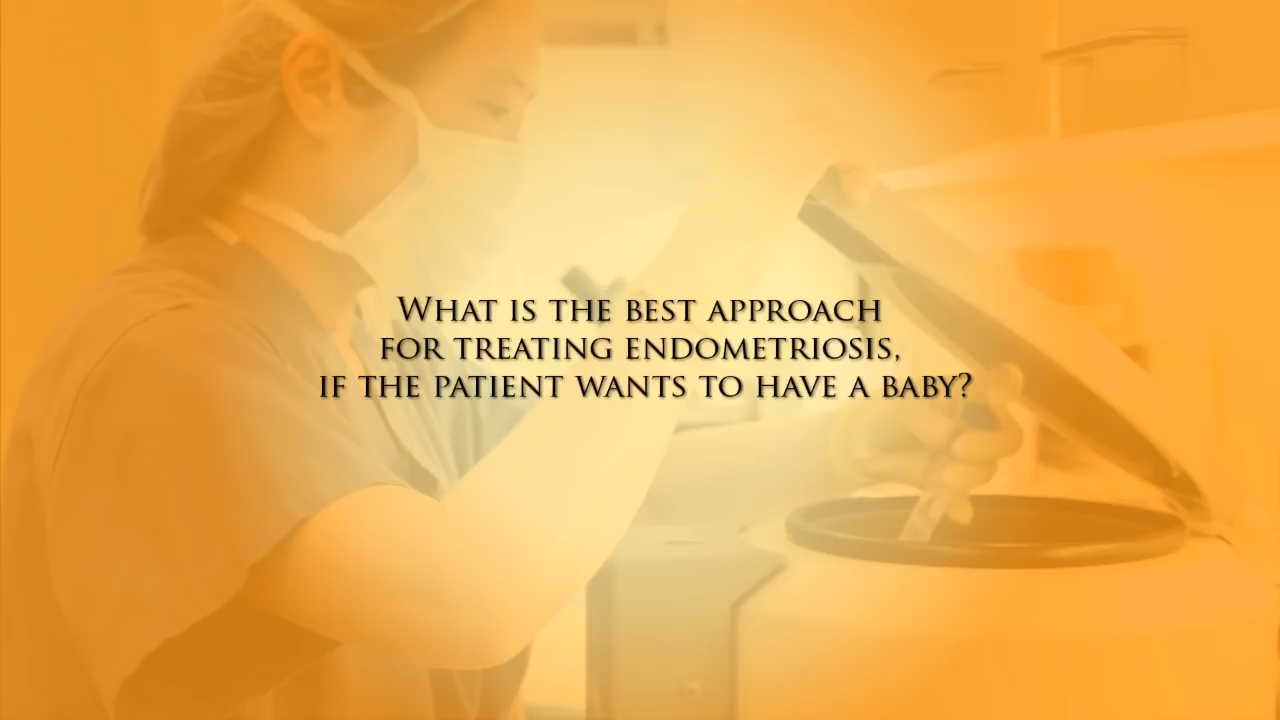 What is the best approach
for treating endometriosis,
if the patient wants to have a baby?